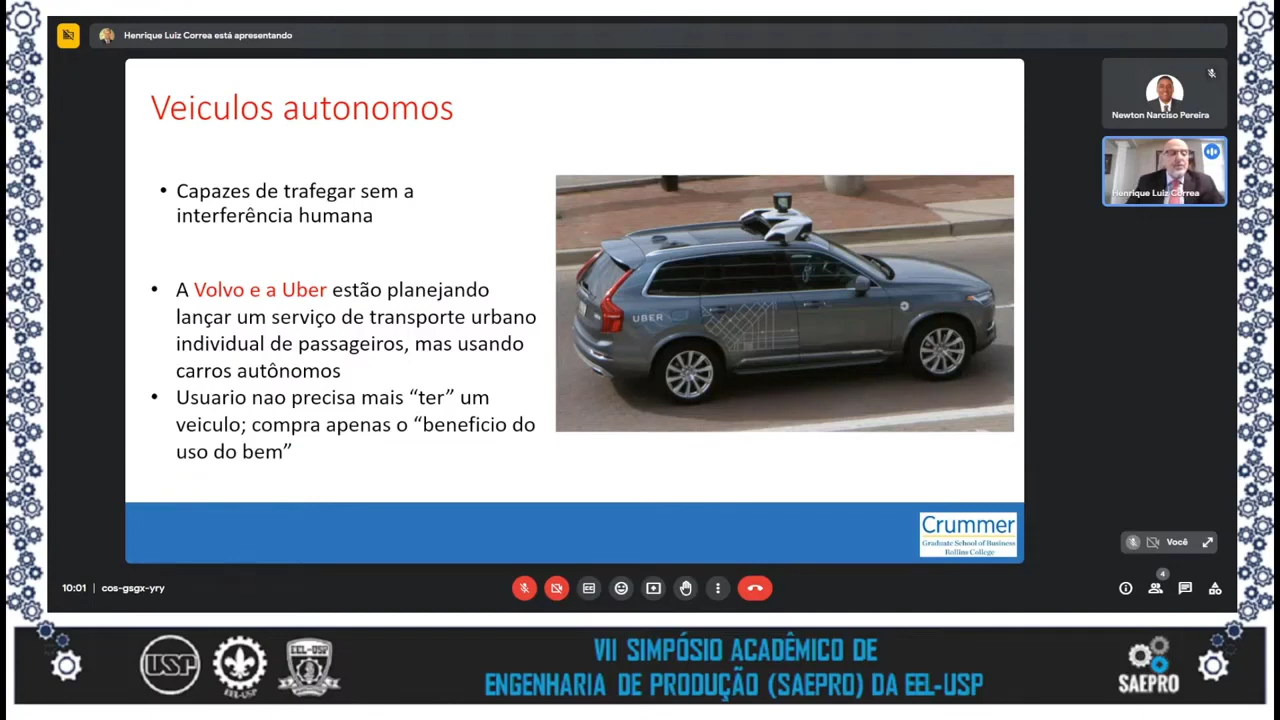 Henrique Luiz Correa está apresentando
Veiculos autonomos
• Capazes de trafegar sem a
interferência humana
• A Volvo e a Uber estão planejando
lançar um serviço de transporte urbano
individual de passageiros, mas usando
carros autônomos
• Usuario nao precisa mais “ter” um
veiculo; compra apenas o “beneficio do
uso do bem”
UBER
Crummer
Graduate School of Business
Rollins College
Newton Narciso Pereira
Henrique Luiz Correa
Você
10:01 | cos-gsgx-yry
4
USP
EEL-USP
EEL-USP
VII SIMPÓSIO ACADÊMICO DE
ENGENHARIA DE PRODUÇÃO (SAEPRO) DA EEL-USP
SAEPRO